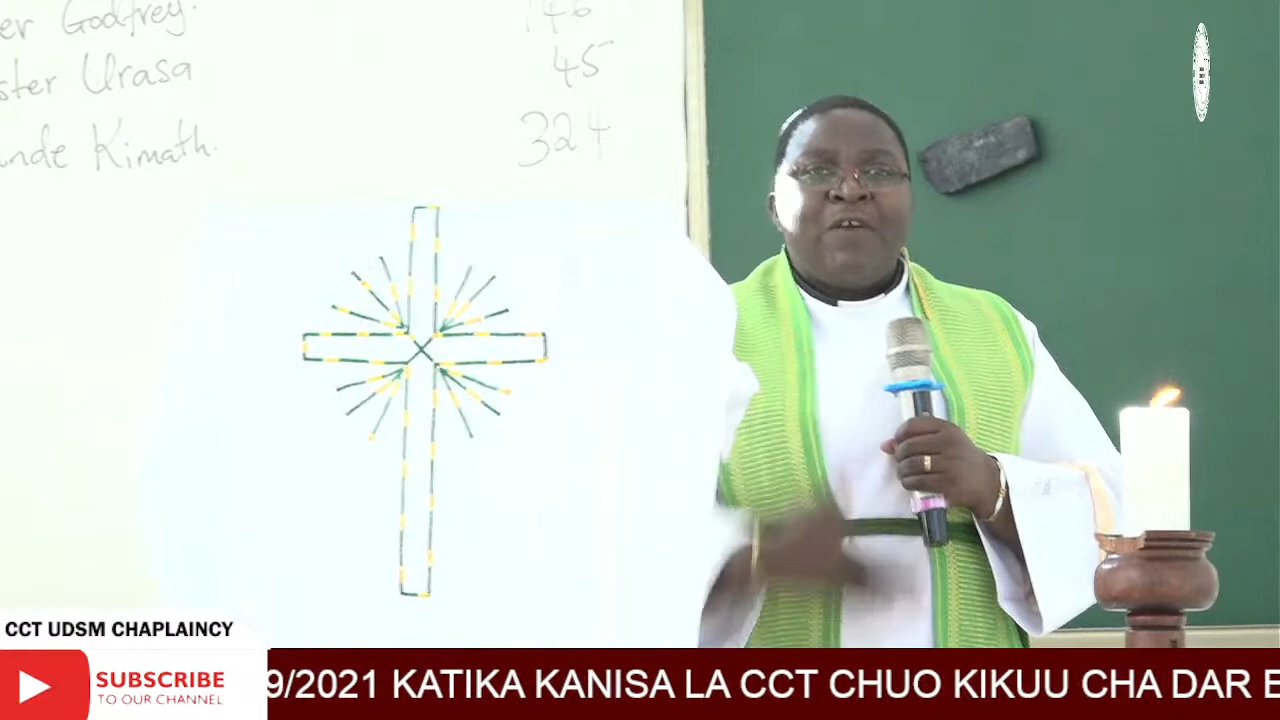 er Godfrey. 146
ster Urasa 45
ande Kimath. 324
CCT UDSM CHAPLAINCY
SUBSCRIBE
TO OUR CHANNEL
9/2021 KATIKA KANISA LA CCT CHUO KIKUU CHA DAR E